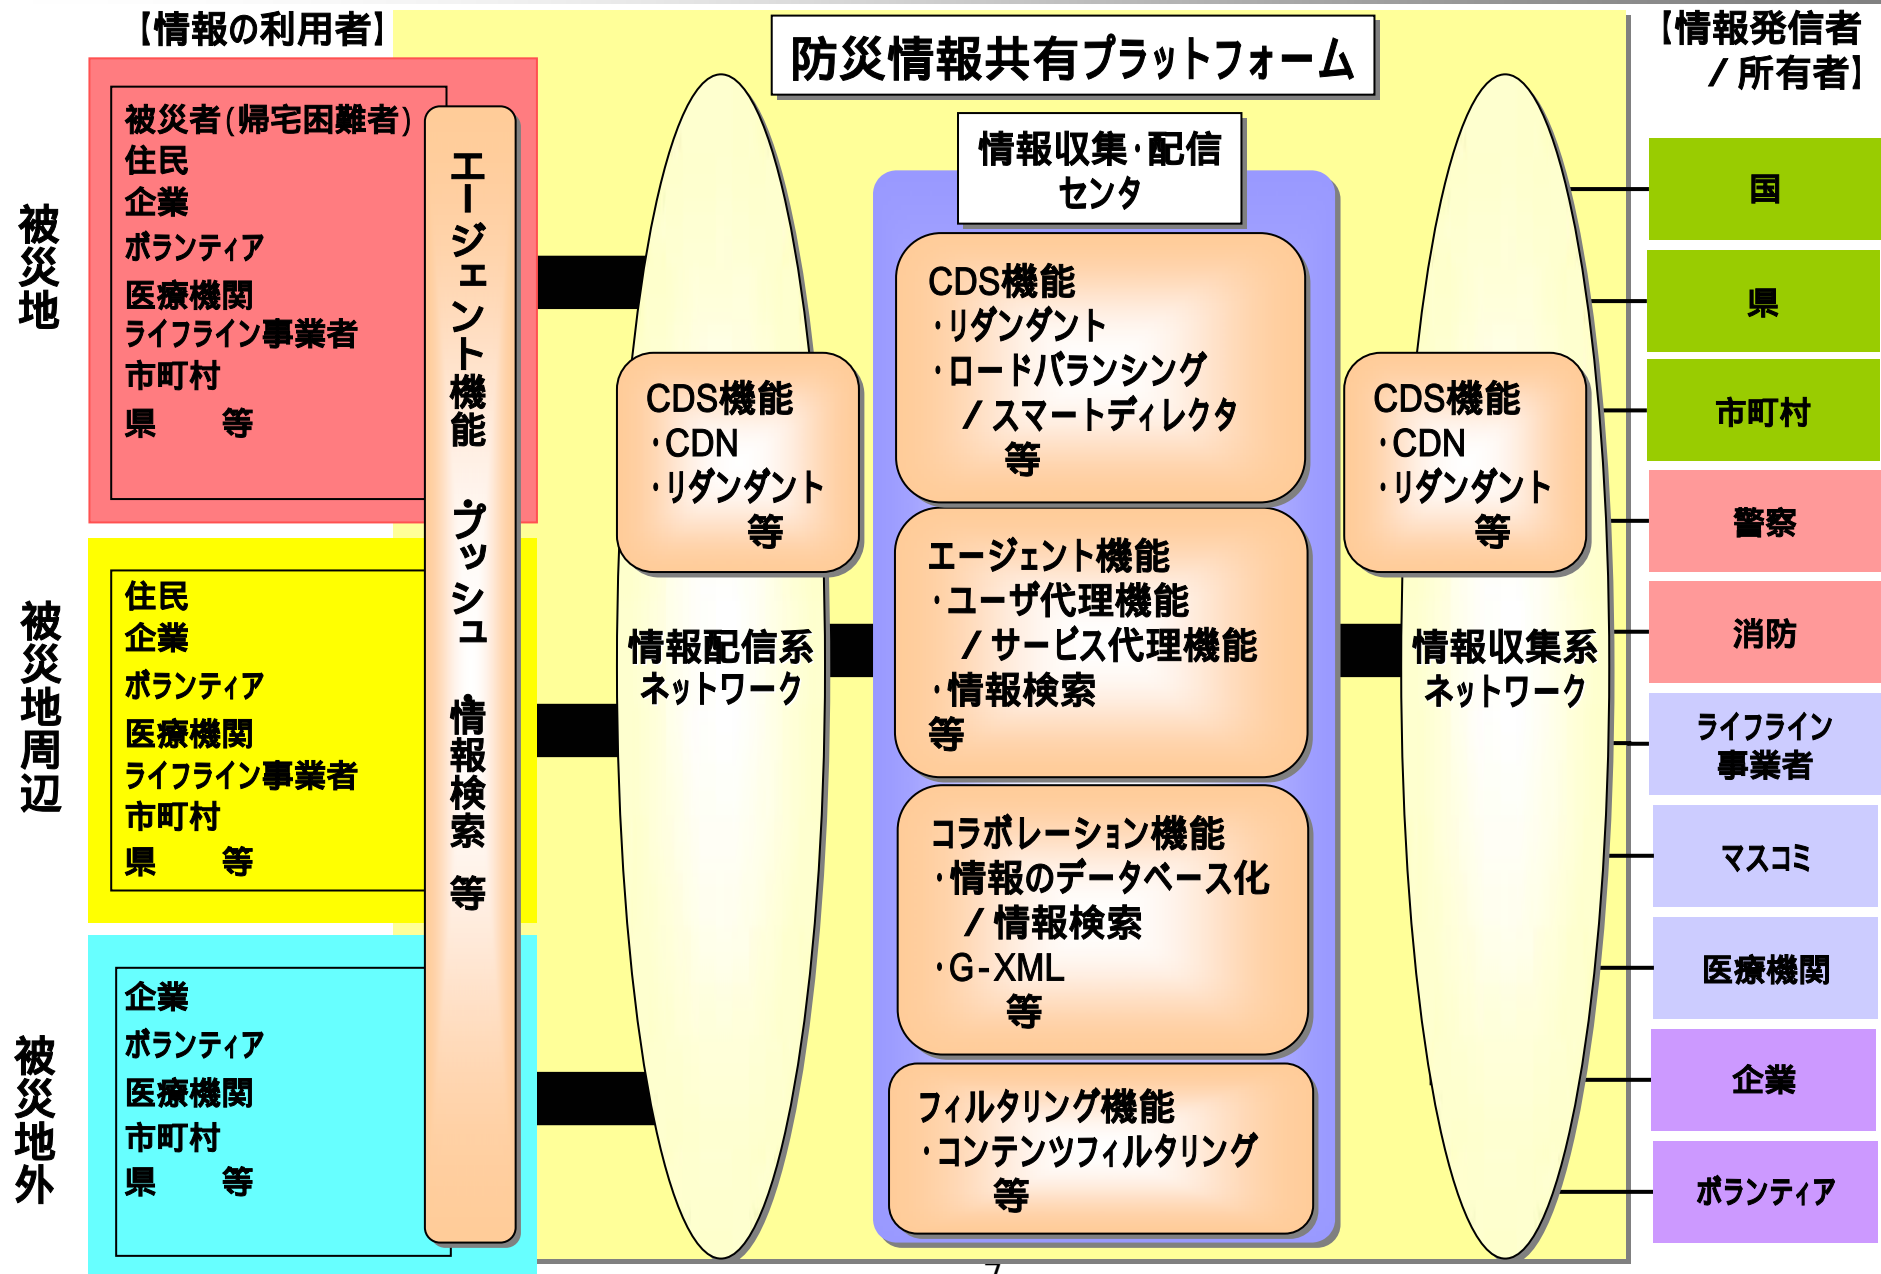 【情報の利用者】
防災情報共有プラットフォーム
【情報発信者
/所有者】
被災地
被災者(帰宅困難者)
住民
企業
ボランティア
医療機関
ライフライン事業者
市町村
県　　等
被災地周辺
住民
企業
ボランティア
医療機関
ライフライン事業者
市町村
県　　等
被災地外
企業
ボランティア
医療機関
市町村
県　　等
エージェント機能　・プッシュ　・情報検索　等
CDS機能
・CDN
・リダンダント
等
情報配信系
ネットワーク
情報収集・配信
センタ
CDS機能
・リダンダント
・ロードバランシング
/スマートディレクタ
等
エージェント機能
・ユーザ代理機能
/サービス代理機能
・情報検索
等
コラボレーション機能
・情報のデータベース化
/情報検索
・G-XML
等
フィルタリング機能
・コンテンツフィルタリング
等
CDS機能
・CDN
・リダンダント
等
情報収集系
ネットワーク
国
県
市町村
警察
消防
ライフライン
事業者
マスコミ
医療機関
企業
ボランティア